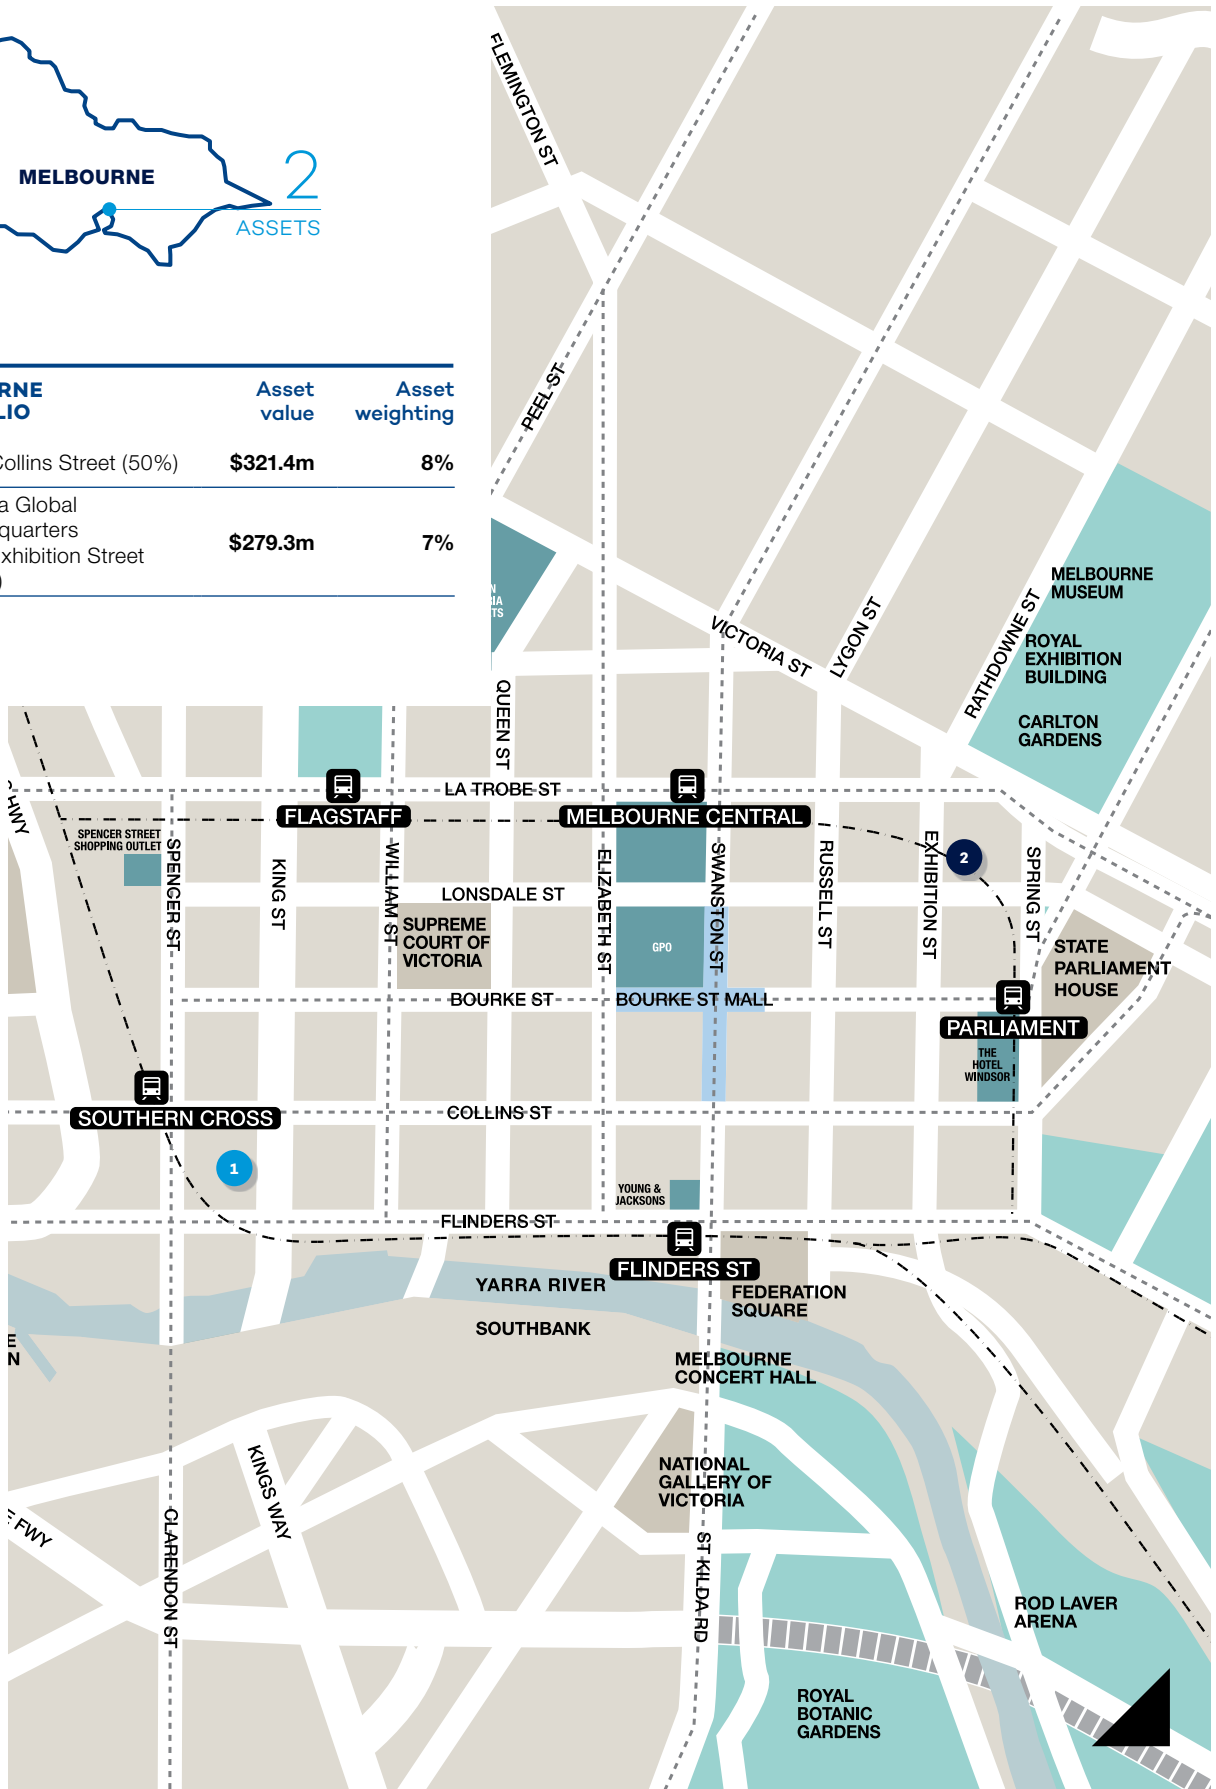 MELBOURNE
2
ASSETS
RNE
LIO
Asset
value
Asset
weighting
Collins Street (50%)
$321.4m
8%
a Global
quarters
xhibition Street
)
$279.3m
7%
FLEMINGTON ST
PEEL ST
N
IA
TS
VICTORIA ST
LYGON ST
RATHDOWNE ST
MELBOURNE
MUSEUM
ROYAL
EXHIBITION
BUILDING
CARLTON
GARDENS
QUEEN ST
LA TROBE ST
FLAGSTAFF
MELBOURNE CENTRAL
HWY
SPENCER STREET
SHOPPING OUTLET
SPENCER ST
KING ST
WILLIAM ST
ELIZABETH ST
SWANSTON ST
RUSSELL ST
EXHIBITION ST
2
SPRING ST
LONSDALE ST
SUPREME
COURT OF
VICTORIA
GPO
STATE
PARLIAMENT
HOUSE
BOURKE ST
BOURKE ST MALL
PARLIAMENT
THE
HOTEL
WINDSOR
SOUTHERN CROSS
COLLINS ST
1
YOUNG &
JACKSONS
FLINDERS ST
FLINDERS ST
YARRA RIVER
FEDERATION
SQUARE
SOUTHBANK
E
N
MELBOURNE
CONCERT HALL
KINGS WAY
NATIONAL
GALLERY OF
VICTORIA
E FWY
CLARENDON ST
ST KILDA RD
ROD LAVER
ARENA
ROYAL
BOTANIC
GARDENS